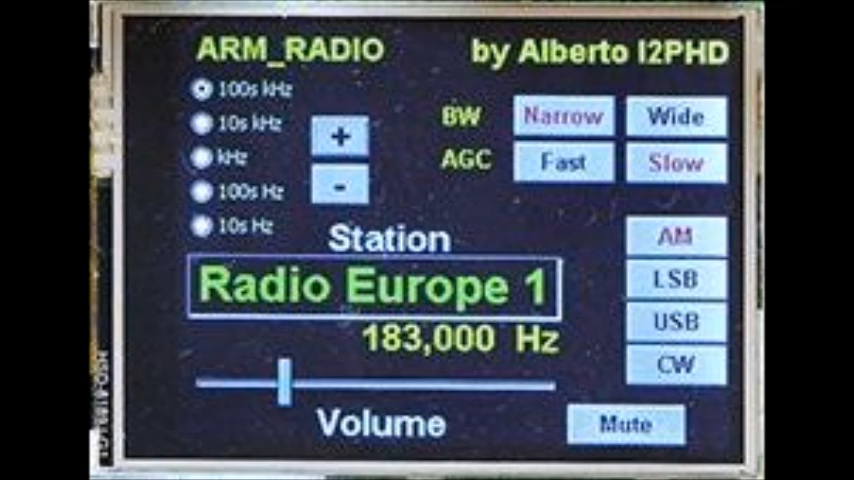 ARM_RADIO by Alberto I2PHD
100s kHz
10s kHz
kHz
100s Hz
10s Hz
+
-
BW Narrow Wide
AGC Fast Slow
Station
Radio Europe 1
183,000 Hz
AM
LSB
USB
CW
Volume
Mute